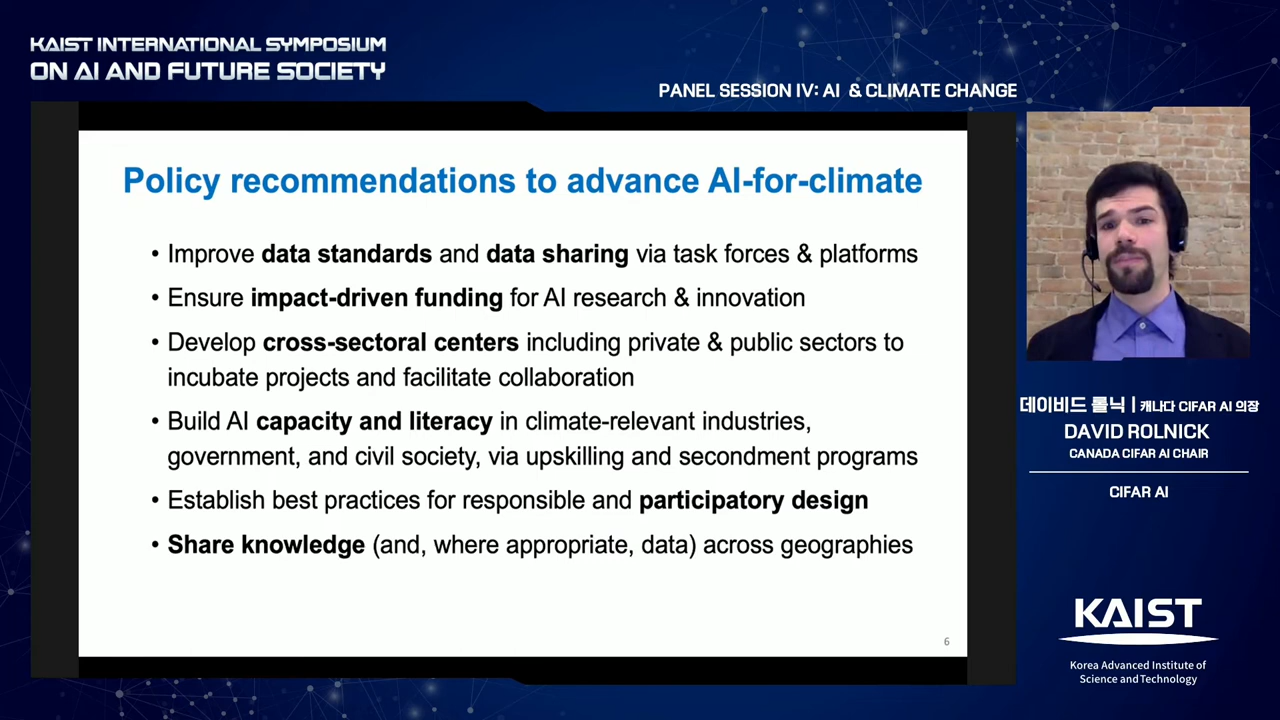 KAIST INTERNATIONAL SYMPOSIUM
ON AI AND FUTURE SOCIETY
PANEL SESSION IV: AI & CLIMATE CHANGE
Policy recommendations to advance AI-for-climate
• Improve data standards and data sharing via task forces & platforms
• Ensure impact-driven funding for AI research & innovation
• Develop cross-sectoral centers including private & public sectors to
incubate projects and facilitate collaboration
• Build AI capacity and literacy in climate-relevant industries,
government, and civil society, via upskilling and secondment programs
• Establish best practices for responsible and participatory design
• Share knowledge (and, where appropriate, data) across geographies
6
데이비드 롤닉 | 캐나다 CIFAR AI 의장
DAVID ROLNICK
CANADA CIFAR AI CHAIR
CIFAR AI
KAIST
Korea Advanced Institute of
Science and Technology